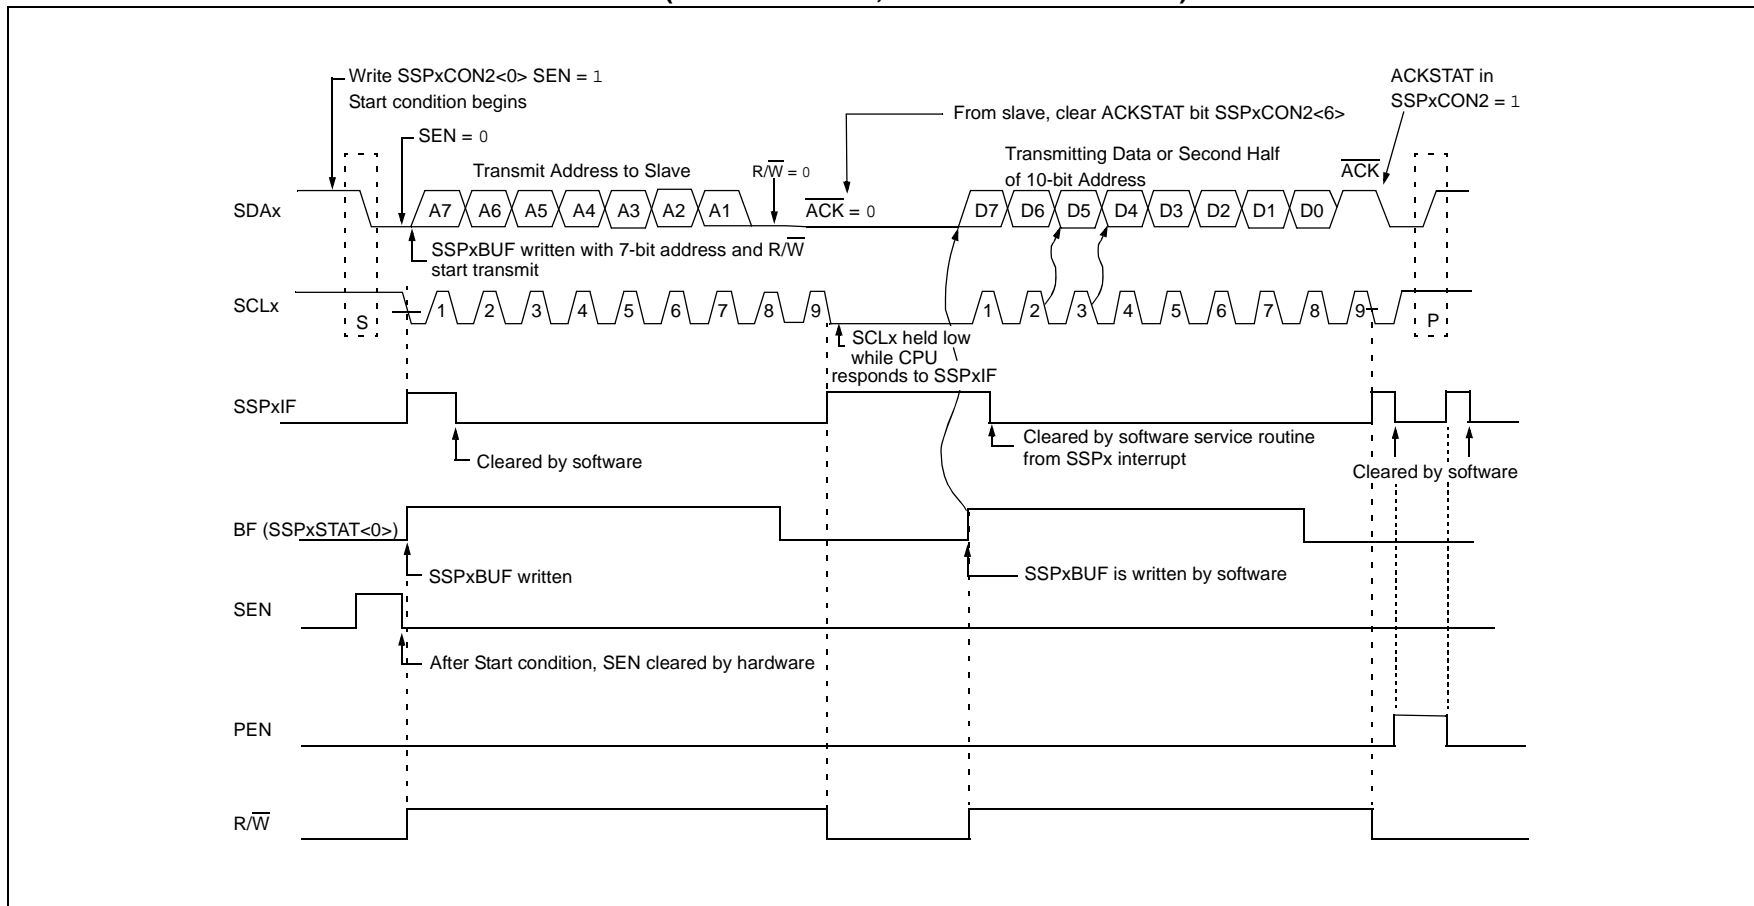 Write SSPxCON2<0> SEN = 1
Start condition begins
ACKSTAT in
SSPxCON2 = 1
From slave, clear ACKSTAT bit SSPxCON2<6>
SEN = 0
Transmit Address to Slave
R/W̅ = 0
Transmitting Data or Second Half
of 10-bit Address
A̅C̅K̅
SDAx
A7 A6 A5 A4 A3 A2 A1
A̅C̅K̅ = 0
D7 D6 D5 D4 D3 D2 D1 D0
SSPxBUF written with 7-bit address and R/W̅
start transmit
SCLx
S
1 2 3 4 5 6 7 8 9
1 2 3 4 5 6 7 8 9
P
SCLx held low
while CPU
responds to SSPxIF
SSPxIF
Cleared by software
Cleared by software service routine
from SSPx interrupt
Cleared by software
BF (SSPxSTAT<0>)
SSPxBUF written
SSPxBUF is written by software
SEN
After Start condition, SEN cleared by hardware
PEN
R/W̅